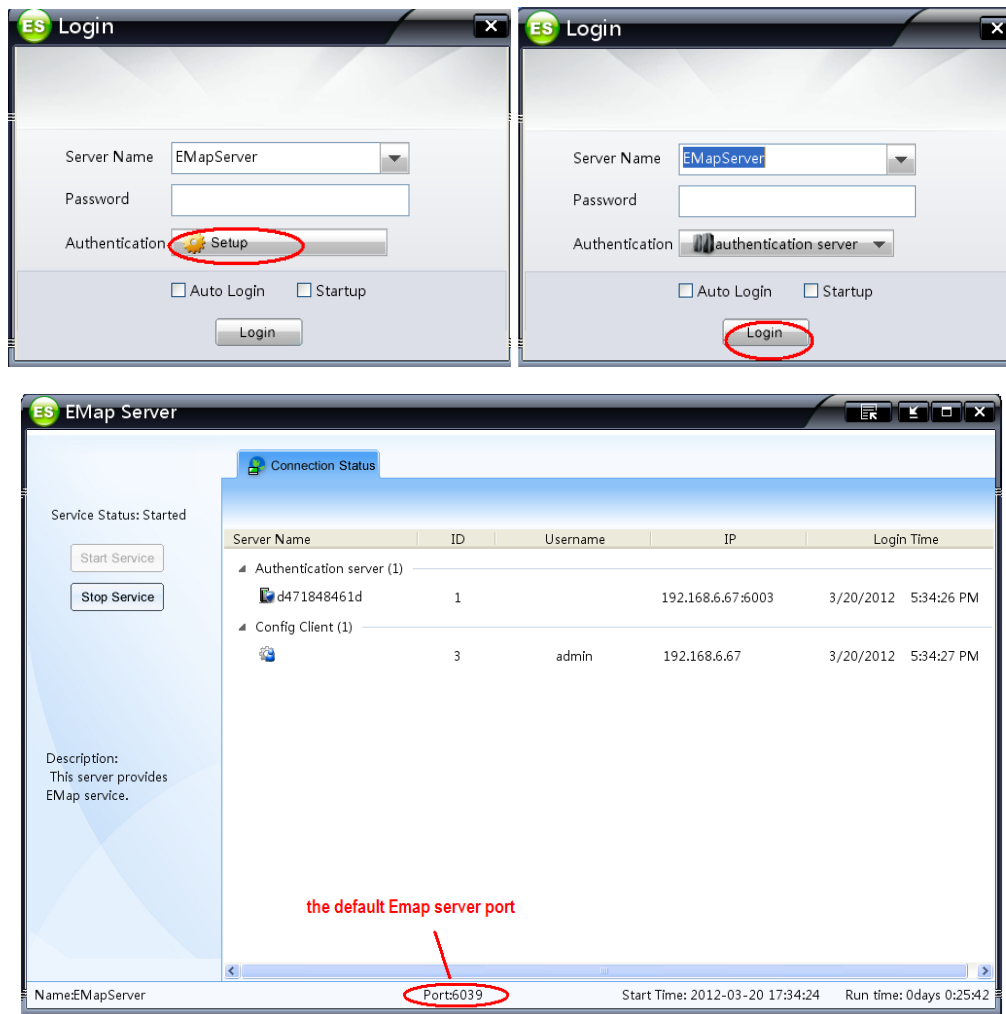 ES Login
Server Name EMapServer
Password
Authentication Setup
Auto Login Startup
Login
ES Login
Server Name EMapServer
Password
Authentication authentication server
Auto Login Startup
Login
ES EMap Server
Connection Status
Service Status: Started
Start Service
Stop Service
Server Name ID Username IP Login Time
Authentication server (1)
d471848461d 1 192.168.6.67:6003 3/20/2012 5:34:26 PM
Config Client (1)
3 admin 192.168.6.67 3/20/2012 5:34:27 PM
Description:
This server provides
EMap service.
the default Emap server port
Name:EMapServer Port:6039 Start Time: 2012-03-20 17:34:24 Run time: 0days 0:25:42